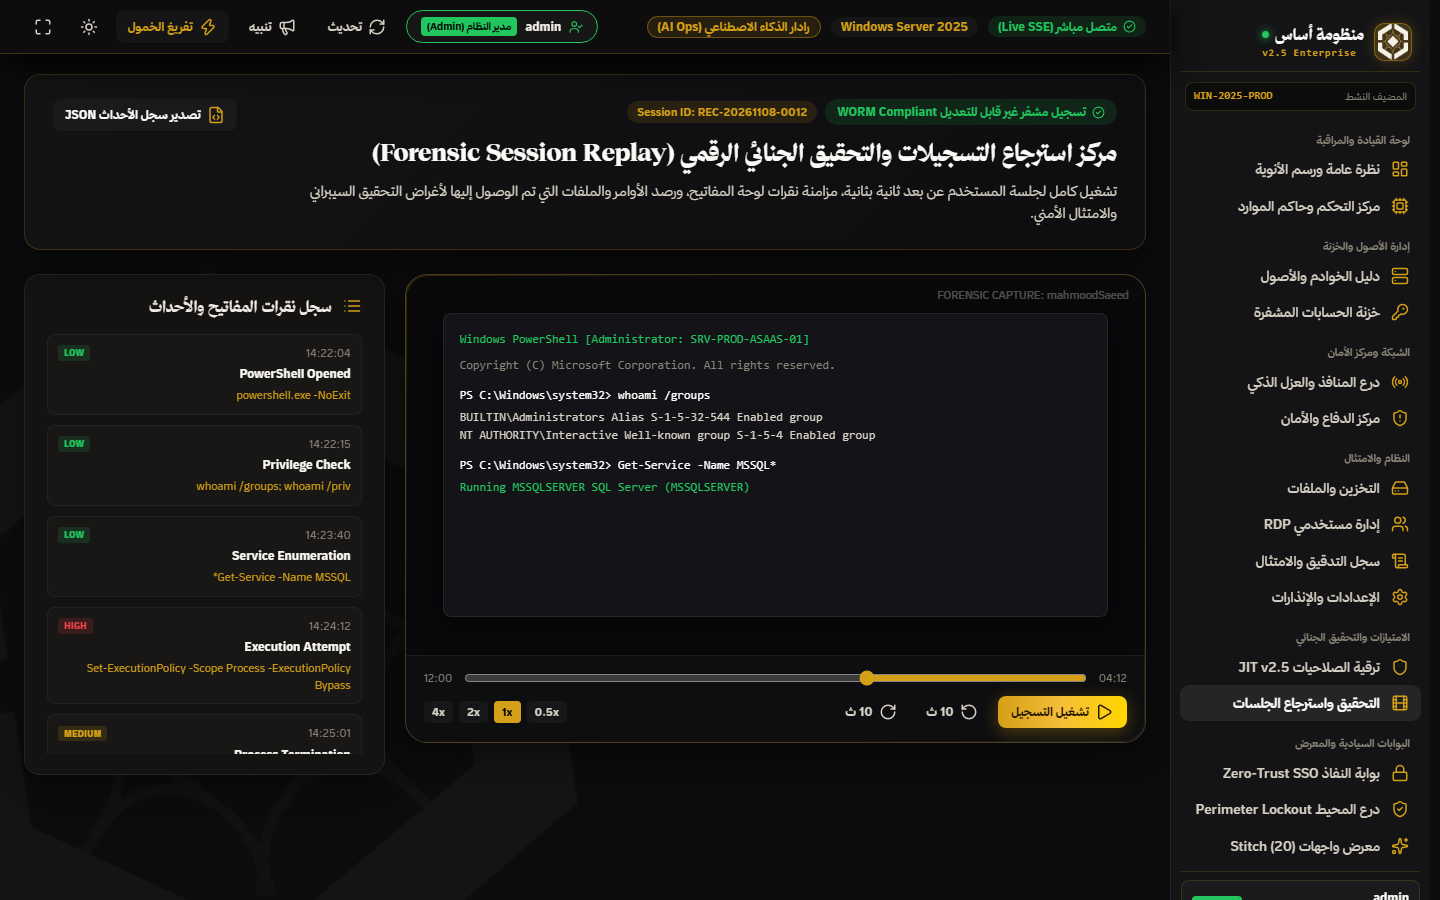 منظومة أساس
v2.5 Enterprise
المضيف النشط
WIN-2025-PROD
لوحة القيادة والمراقبة
نظرة عامة ورسم الأنوية
مركز التحكم وحاكم الموارد
إدارة الأصول والخزنة
دليل الخوادم والأصول
خزنة الحسابات المشفرة
الشبكة ومركز الأمان
درع المنافذ والعزل الذكي
مركز الدفاع والأمان
النظام والامتثال
التخزين والملفات
إدارة مستخدمي RDP
سجل التدقيق والامتثال
الإعدادات والإنذارات
الامتيازات والتحقيق الجنائي
ترقية الصلاحيات JIT v2.5
التحقيق واسترجاع الجلسات
البوابات السيادية والمعرض
بوابة النفاذ Zero-Trust SSO
درع المحيط Perimeter Lockout
معرض واجهات Stitch (20)
admin
متصل مباشر (Live SSE)
Windows Server 2025
رادار الذكاء الاصطناعي (AI Ops)
admin
مدير النظام (Admin)
تحديث
تنبيه
تفريغ الخمول
تسجيل مشفر غير قابل للتعديل WORM Compliant
Session ID: REC-20261108-0012
تصدير سجل الأحداث JSON
مركز استرجاع التسجيلات والتحقيق الجنائي الرقمي (Forensic Session Replay)
تشغيل كامل لجلسة المستخدم عن بعد ثانية بثانية، مزامنة نقرات لوحة المفاتيح، ورصد الأوامر والملفات التي تم الوصول إليها لأغراض التحقيق السيبراني
والامتثال الأمني.
FORENSIC CAPTURE: mahmoodSaeed
Windows PowerShell [Administrator: SRV-PROD-ASAAS-01]
Copyright (C) Microsoft Corporation. All rights reserved.
PS C:\Windows\system32> whoami /groups
BUILTIN\Administrators Alias S-1-5-32-544 Enabled group
NT AUTHORITY\Interactive Well-known group S-1-5-4 Enabled group
PS C:\Windows\system32> Get-Service -Name MSSQL*
Running MSSQLSERVER SQL Server (MSSQLSERVER)
04:12
12:00
تشغيل التسجيل
10 ث
10 ث
0.5x
1x
2x
4x
سجل نقرات المفاتيح والأحداث
14:22:04
LOW
PowerShell Opened
powershell.exe -NoExit
14:22:15
LOW
Privilege Check
whoami /groups; whoami /priv
14:23:40
LOW
Service Enumeration
*Get-Service -Name MSSQL
14:24:12
HIGH
Execution Attempt
Set-ExecutionPolicy -Scope Process -ExecutionPolicy
Bypass
14:25:01
MEDIUM
Process Termination